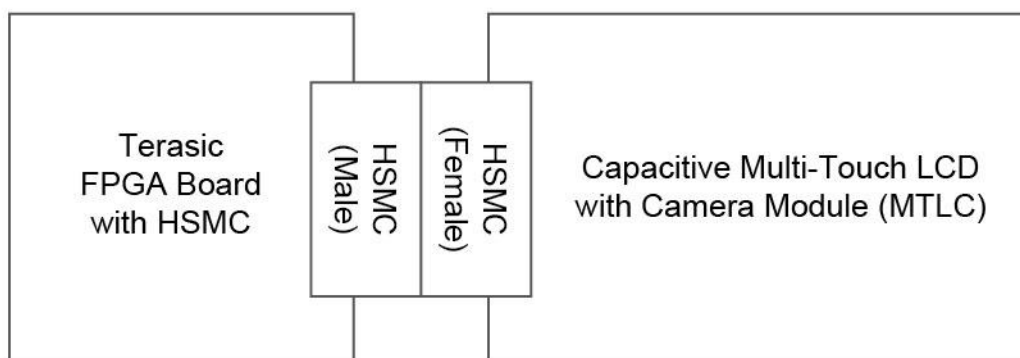 Terasic
FPGA Board
with HSMC
HSMC
(Male)
HSMC
(Female)
Capacitive Multi-Touch LCD
with Camera Module (MTLC)